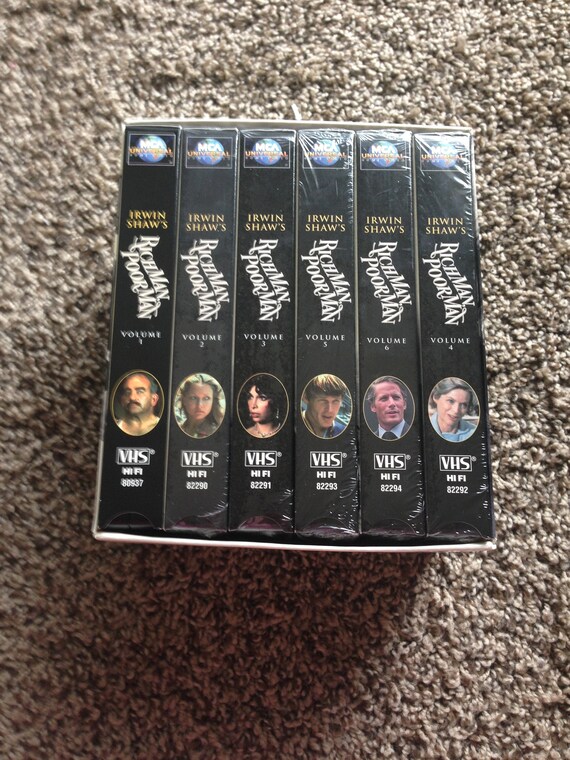 MCA
UNIVERSAL
IRWIN
SHAW'S
RICH MAN,
POOR MAN
VOLUME
1
VHS®
HI FI
80937
MCA
UNIVERSAL
IRWIN
SHAW'S
RICH MAN,
POOR MAN
VOLUME
2
VHS®
HI FI
82290
MCA
UNIVERSAL
IRWIN
SHAW'S
RICH MAN,
POOR MAN
VOLUME
3
VHS®
HI FI
82291
MCA
UNIVERSAL
IRWIN
SHAW'S
RICH MAN,
POOR MAN
VOLUME
5
VHS®
HI FI
82293
MCA
UNIVERSAL
IRWIN
SHAW'S
RICH MAN,
POOR MAN
VOLUME
6
VHS®
HI FI
82294
MCA
UNIVERSAL
IRWIN
SHAW'S
RICH MAN,
POOR MAN
VOLUME
4
VHS®
HI FI
82292